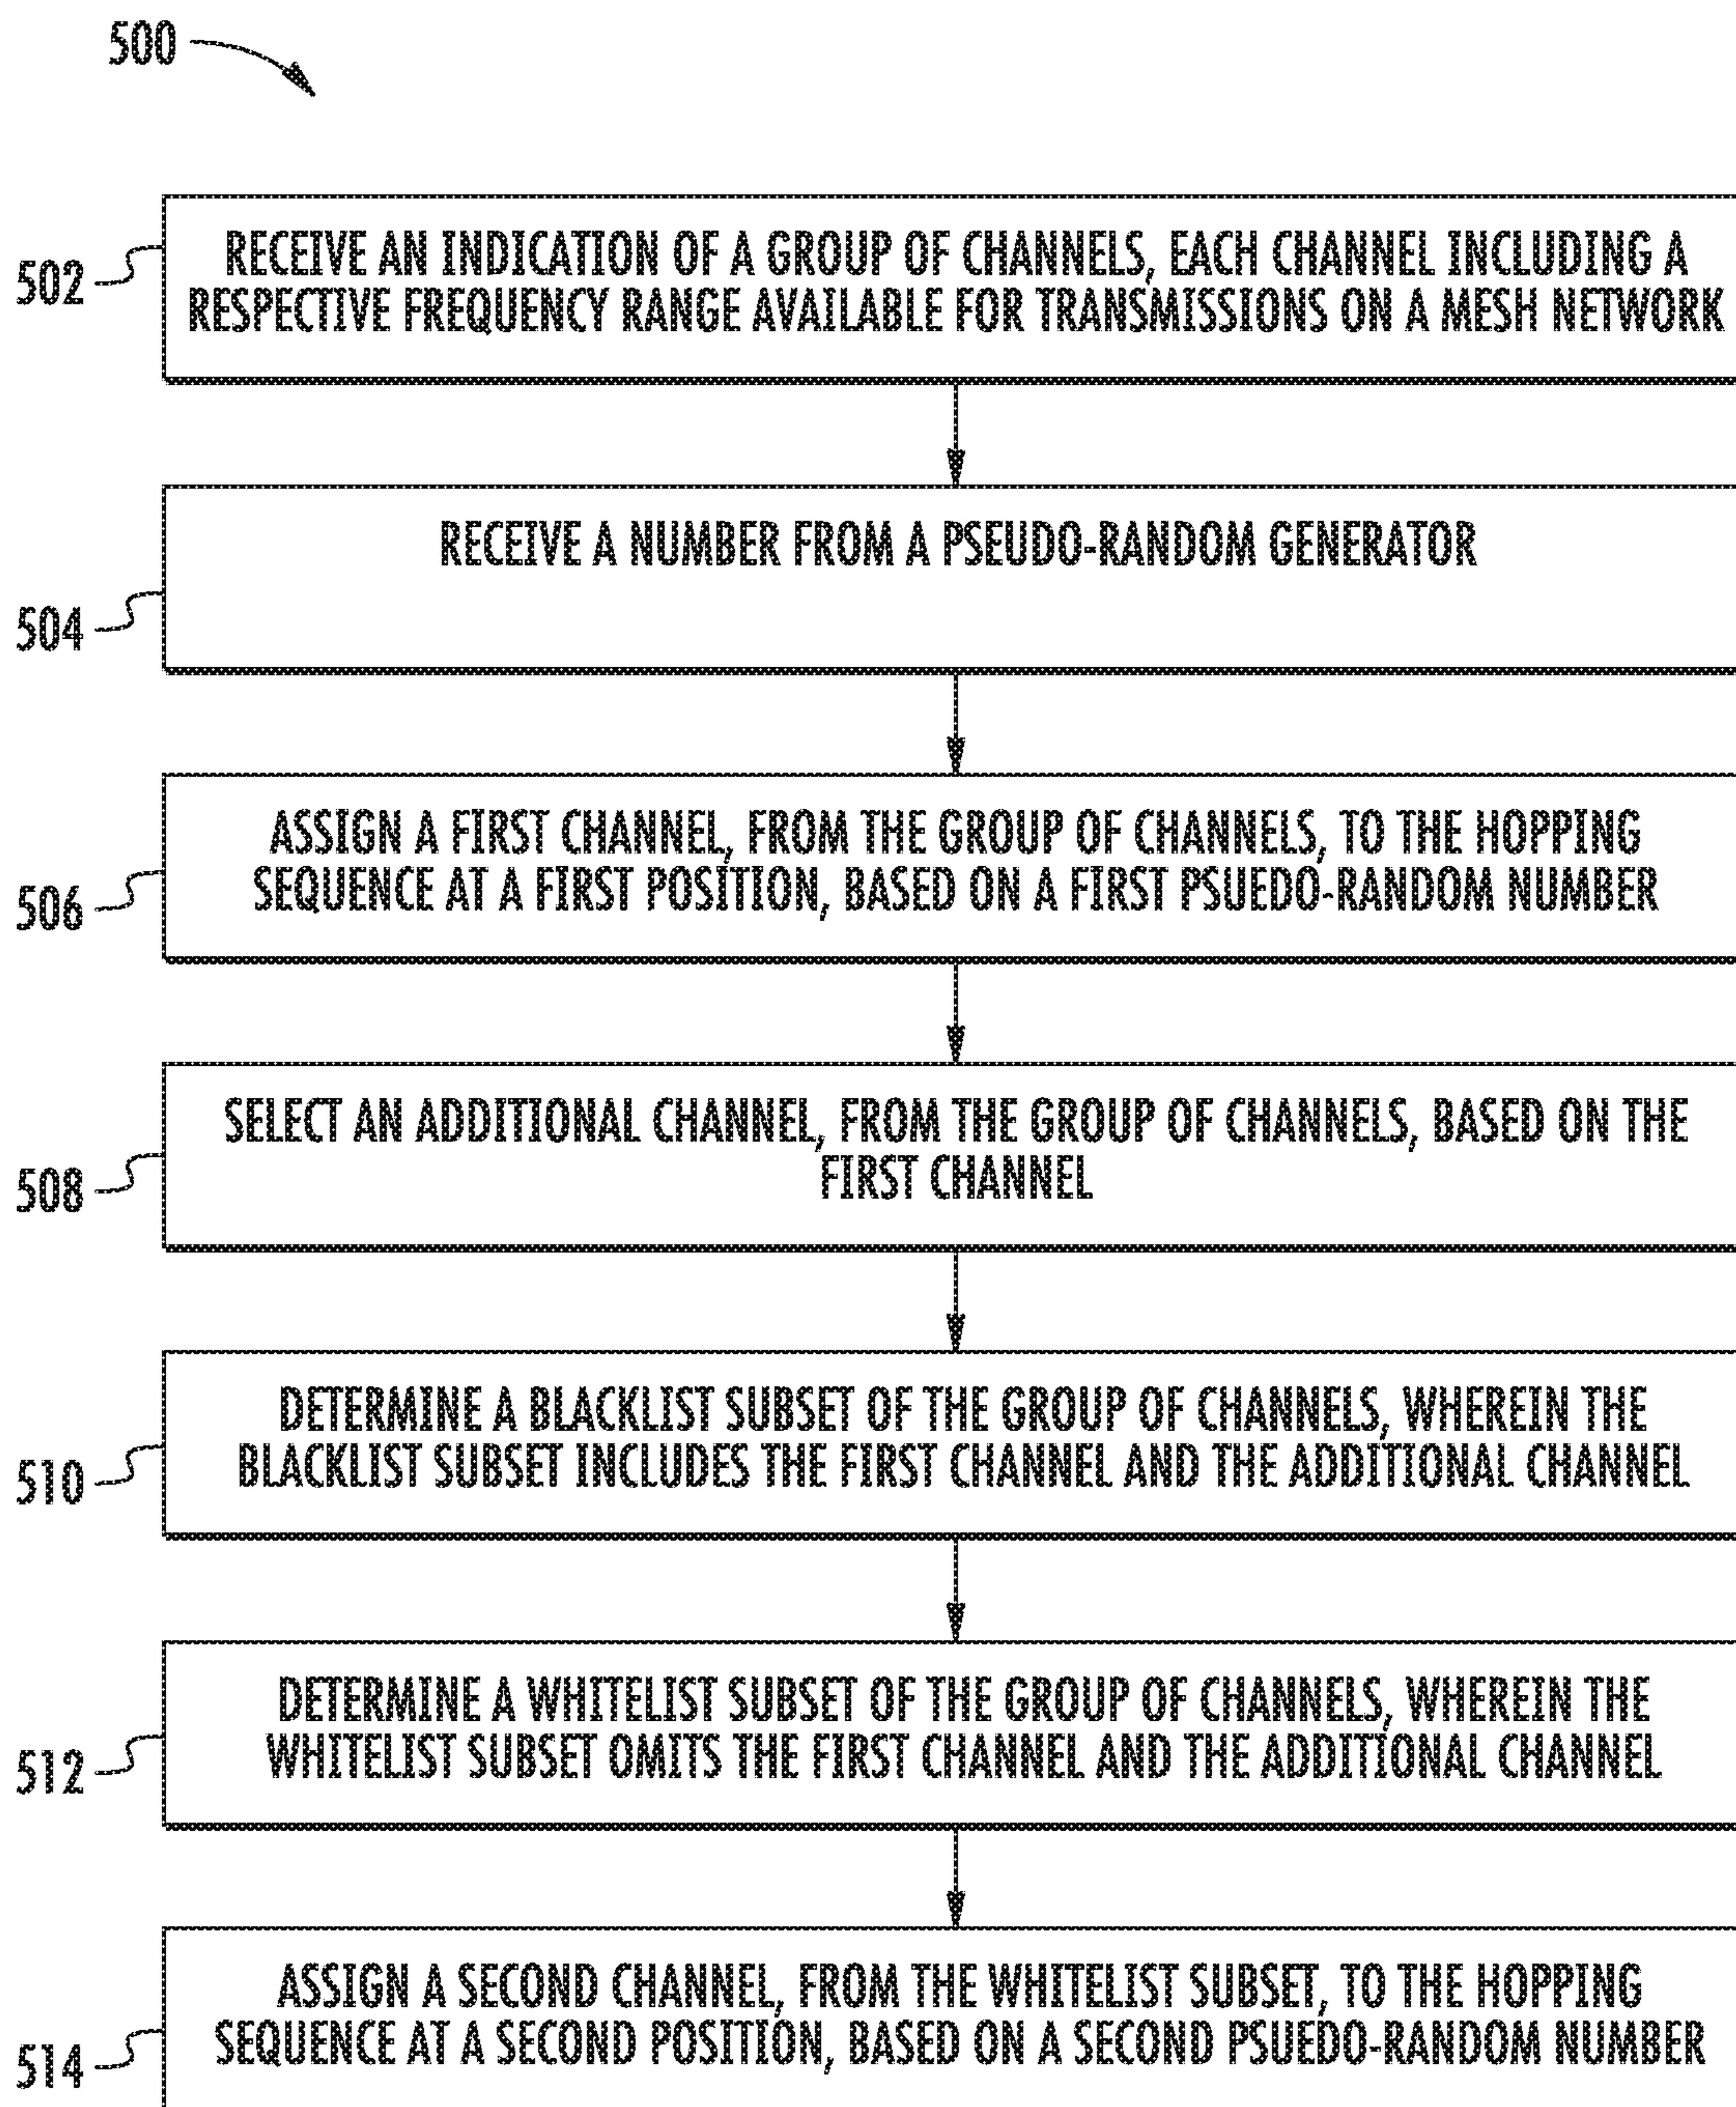 500
502
RECEIVE AN INDICATION OF A GROUP OF CHANNELS, EACH CHANNEL INCLUDING A
RESPECTIVE FREQUENCY RANGE AVAILABLE FOR TRANSMISSIONS ON A MESH NETWORK
504
RECEIVE A NUMBER FROM A PSEUDO-RANDOM GENERATOR
506
ASSIGN A FIRST CHANNEL, FROM THE GROUP OF CHANNELS, TO THE HOPPING
SEQUENCE AT A FIRST POSITION, BASED ON A FIRST PSUEDO-RANDOM NUMBER
508
SELECT AN ADDITIONAL CHANNEL, FROM THE GROUP OF CHANNELS, BASED ON THE
FIRST CHANNEL
510
DETERMINE A BLACKLIST SUBSET OF THE GROUP OF CHANNELS, WHEREIN THE
BLACKLIST SUBSET INCLUDES THE FIRST CHANNEL AND THE ADDITIONAL CHANNEL
512
DETERMINE A WHITELIST SUBSET OF THE GROUP OF CHANNELS, WHEREIN THE
WHITELIST SUBSET OMITS THE FIRST CHANNEL AND THE ADDITIONAL CHANNEL
514
ASSIGN A SECOND CHANNEL, FROM THE WHITELIST SUBSET, TO THE HOPPING
SEQUENCE AT A SECOND POSITION, BASED ON A SECOND PSUEDO-RANDOM NUMBER